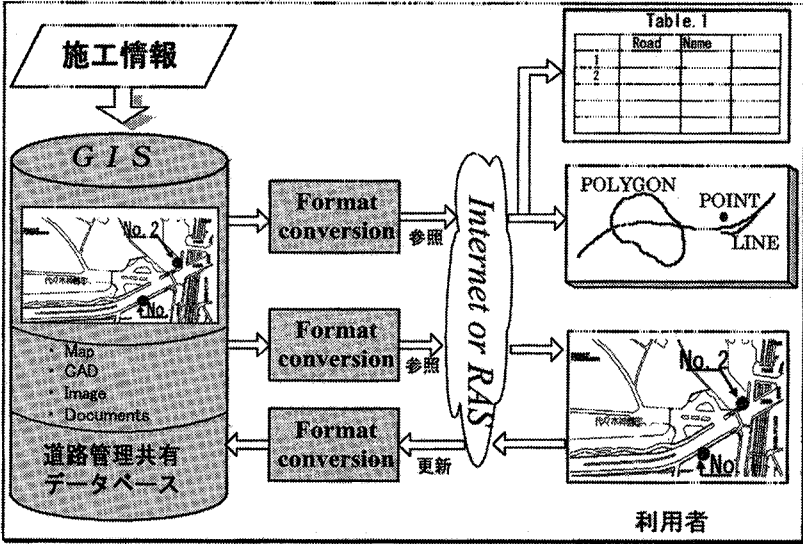 施工情報
GIS
No. 2
No.
・ Map
・ CAD
・ Image
・ Documents
道路管理共有
データベース
Format
conversion
参照
Format
conversion
参照
Format
conversion
更新
Internet or RAS
Table. 1
Road Name
1
2
POLYGON
POINT
LINE
No. 2
No.
利用者